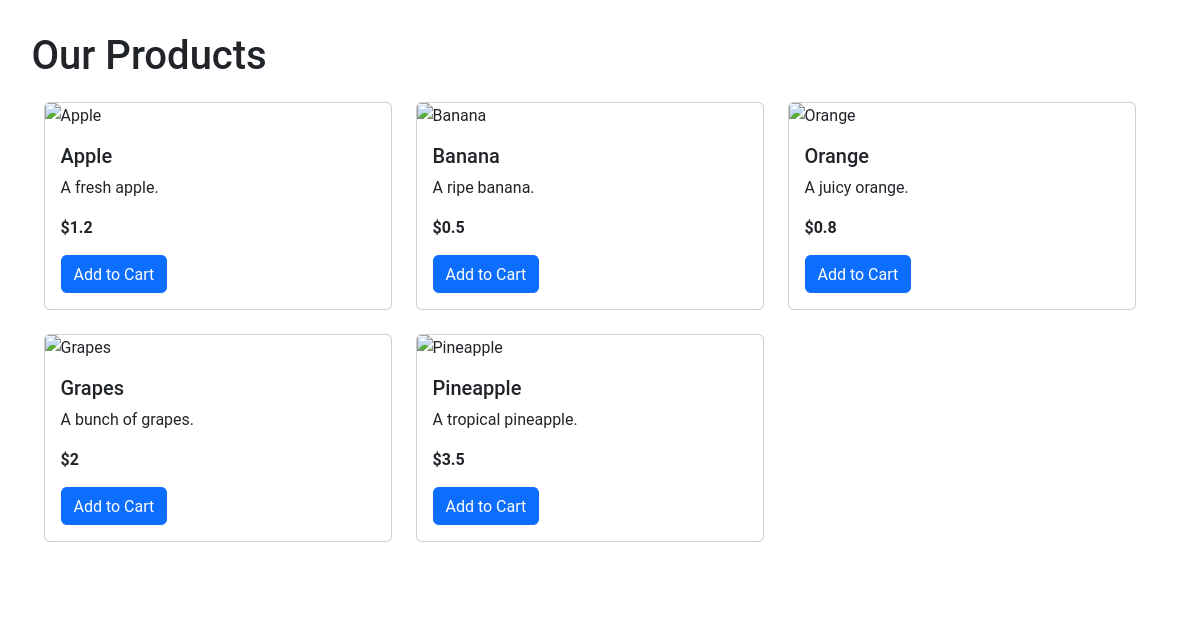 Our Products
Apple
Apple
A fresh apple.
$1.2
Add to Cart
Banana
Banana
A ripe banana.
$0.5
Add to Cart
Orange
Orange
A juicy orange.
$0.8
Add to Cart
Grapes
Grapes
A bunch of grapes.
$2
Add to Cart
Pineapple
Pineapple
A tropical pineapple.
$3.5
Add to Cart